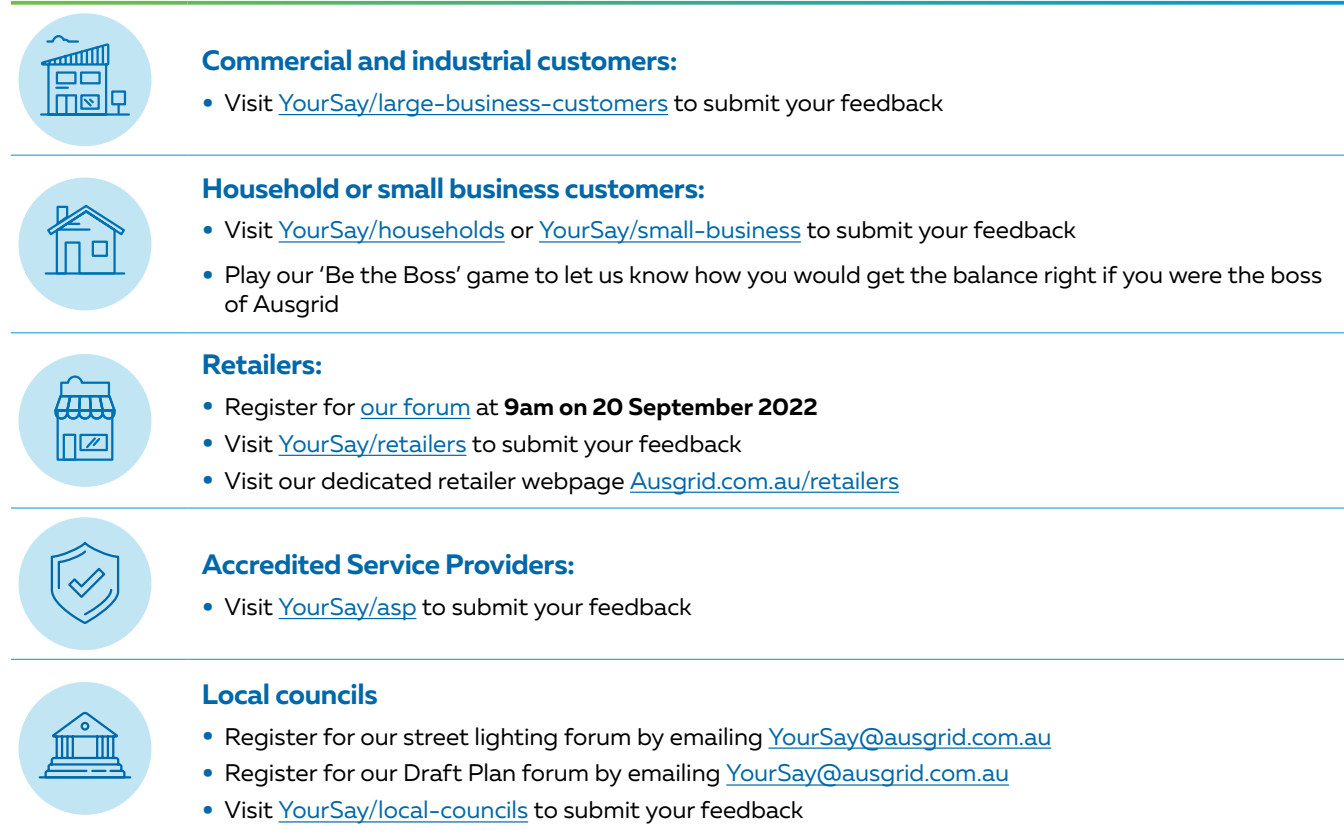 Commercial and industrial customers:
• Visit YourSay/large-business-customers to submit your feedback
Household or small business customers:
• Visit YourSay/households or YourSay/small-business to submit your feedback
• Play our ‘Be the Boss’ game to let us know how you would get the balance right if you were the boss
of Ausgrid
Retailers:
• Register for our forum at 9am on 20 September 2022
• Visit YourSay/retailers to submit your feedback
• Visit our dedicated retailer webpage Ausgrid.com.au/retailers
Accredited Service Providers:
• Visit YourSay/asp to submit your feedback
Local councils
• Register for our street lighting forum by emailing YourSay@ausgrid.com.au
• Register for our Draft Plan forum by emailing YourSay@ausgrid.com.au
• Visit YourSay/local-councils to submit your feedback